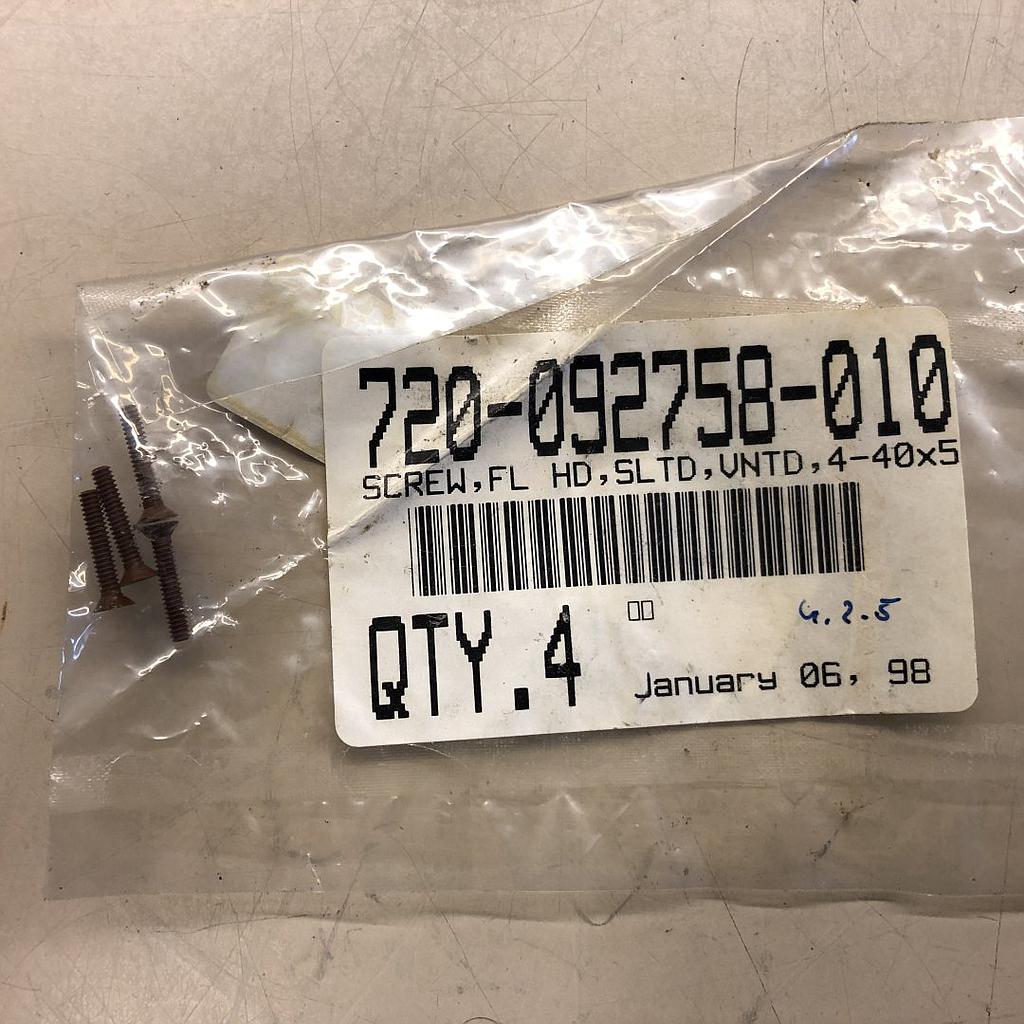 720-092758-010
SCREW,FL HD,SLTD,VNTD,4-40x5
QTY.4
4.2.5
January 06, 98